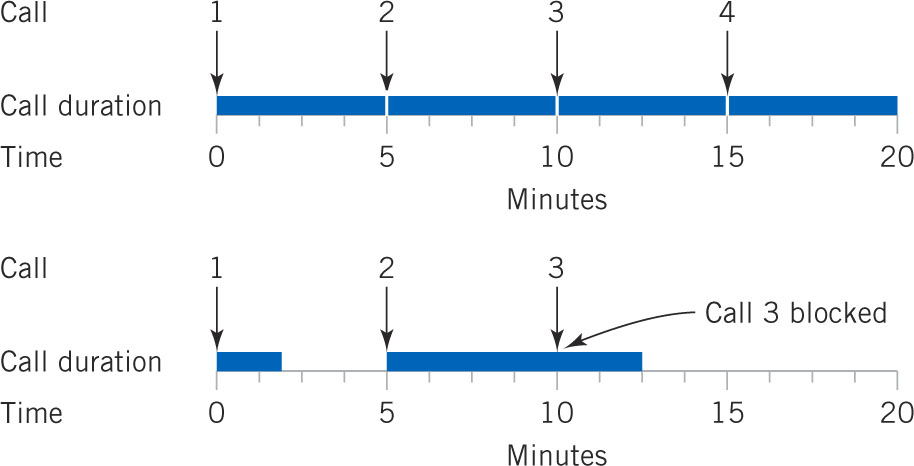 Call 1 2 3 4
Call duration
Time 0 5 10 15 20
Minutes
Call 1 2 3
Call 3 blocked
Call duration
Time 0 5 10 15 20
Minutes